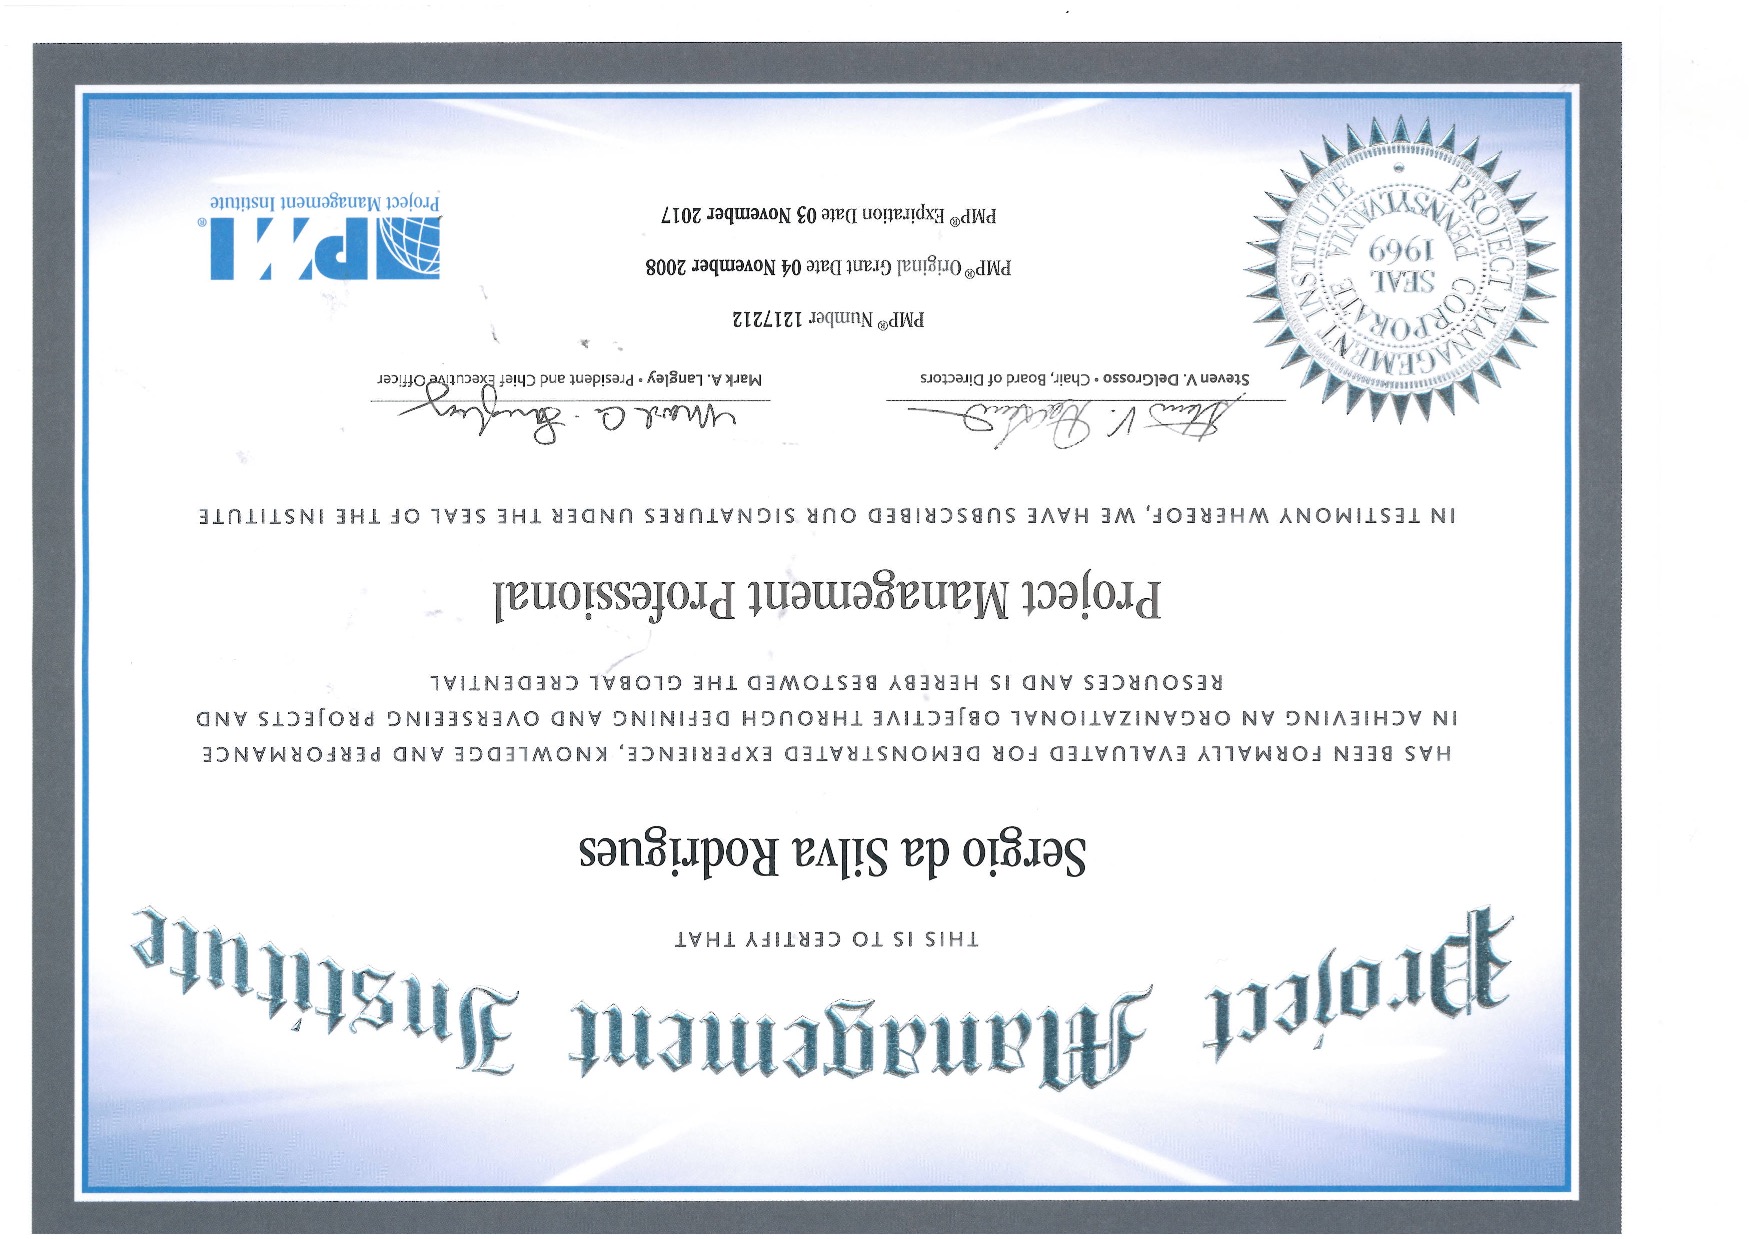 Project Management Institute
THIS IS TO CERTIFY THAT
Sergio da Silva Rodrigues
HAS BEEN FORMALLY EVALUATED FOR DEMONSTRATED EXPERIENCE, KNOWLEDGE AND PERFORMANCE
IN ACHIEVING AN ORGANIZATIONAL OBJECTIVE THROUGH DEFINING AND OVERSEEING PROJECTS AND
RESOURCES AND IS HEREBY BESTOWED THE GLOBAL CREDENTIAL
Project Management Professional
IN TESTIMONY WHEREOF, WE HAVE SUBSCRIBED OUR SIGNATURES UNDER THE SEAL OF THE INSTITUTE
Steven V. DelGrosso • Chair, Board of Directors
Mark A. Langley • President and Chief Executive Officer
PMP® Number 1217212
PMP® Original Grant Date 04 November 2008
PMP® Expiration Date 03 November 2017
PROJECT MANAGEMENT INSTITUTE
CORPORATE
SEAL
1969
PENNSYLVANIA
PMI®
Project Management Institute